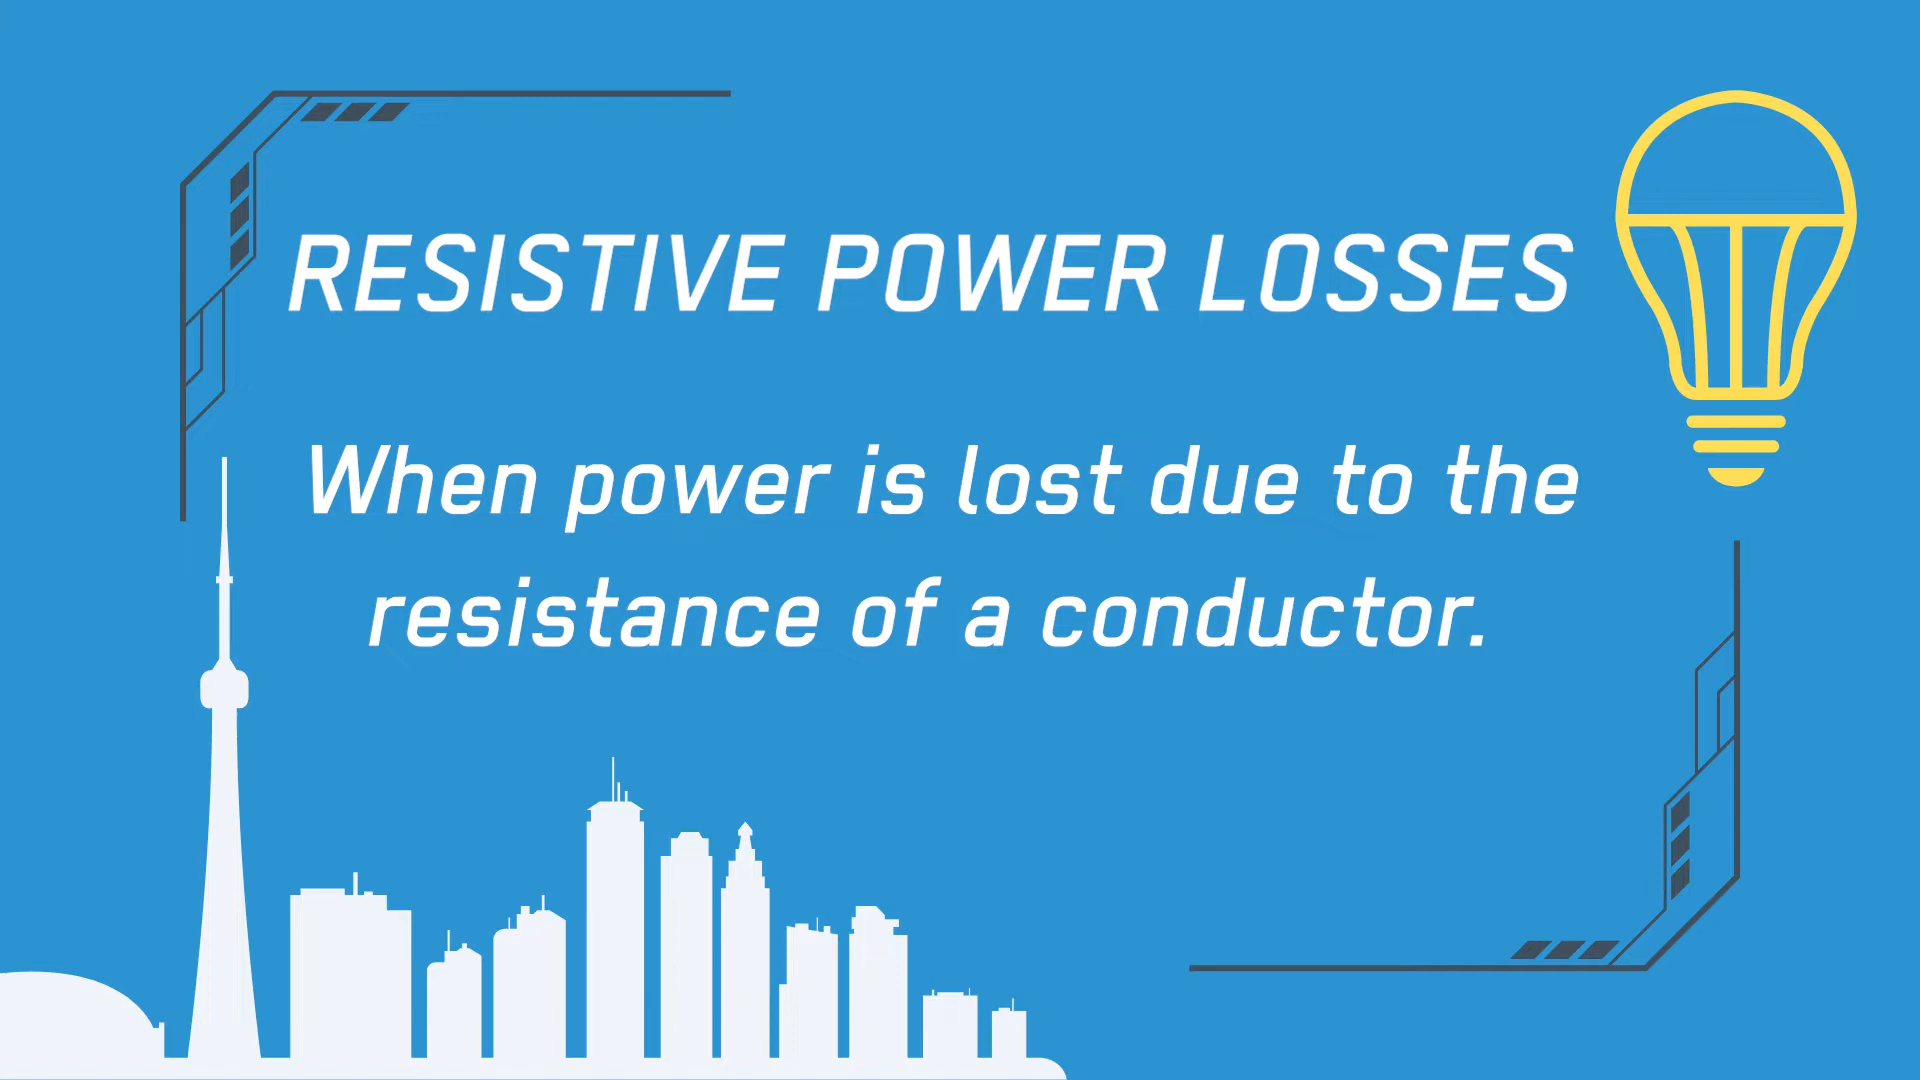 RESISTIVE POWER LOSSES
When power is lost due to the
resistance of a conductor.